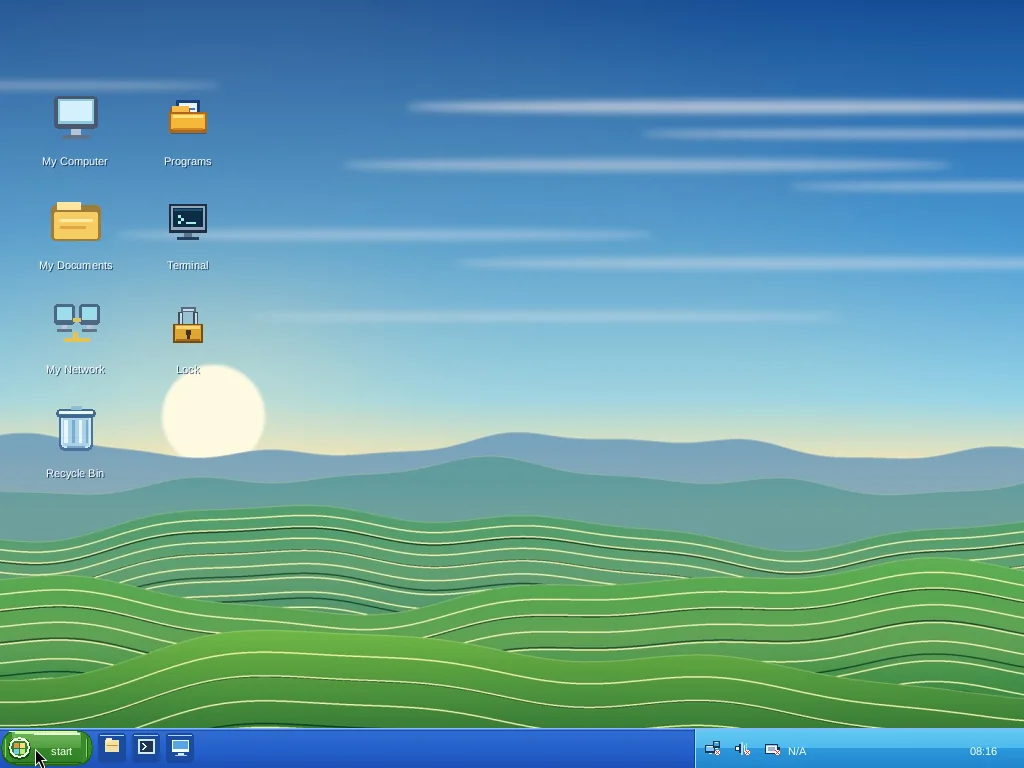 My Computer
Programs
My Documents
Terminal
My Network
Lock
Recycle Bin
start
N/A
08:16